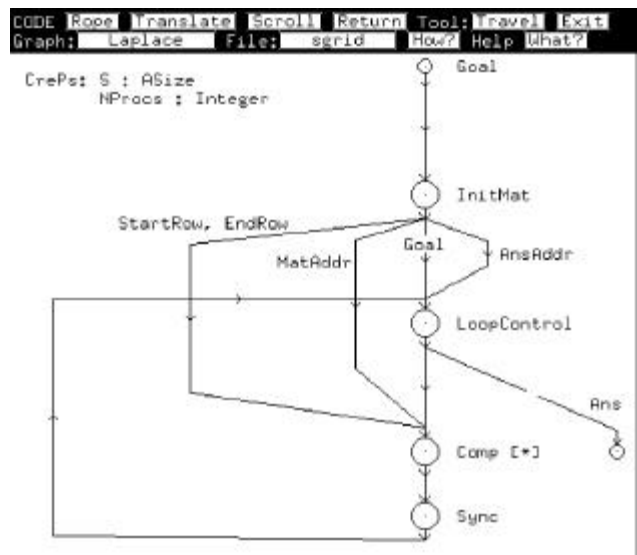 CODE Rope Translate Scroll Return Tool: Travel Exit
Graph: Laplace File: sgrid How? Help What?
CrePs: S : ASize
NProcs : Integer
Goal
InitMat
StartRow, EndRow
Goal
AnsAddr
MatAddr
LoopControl
Ans
Comp [*]
Sync